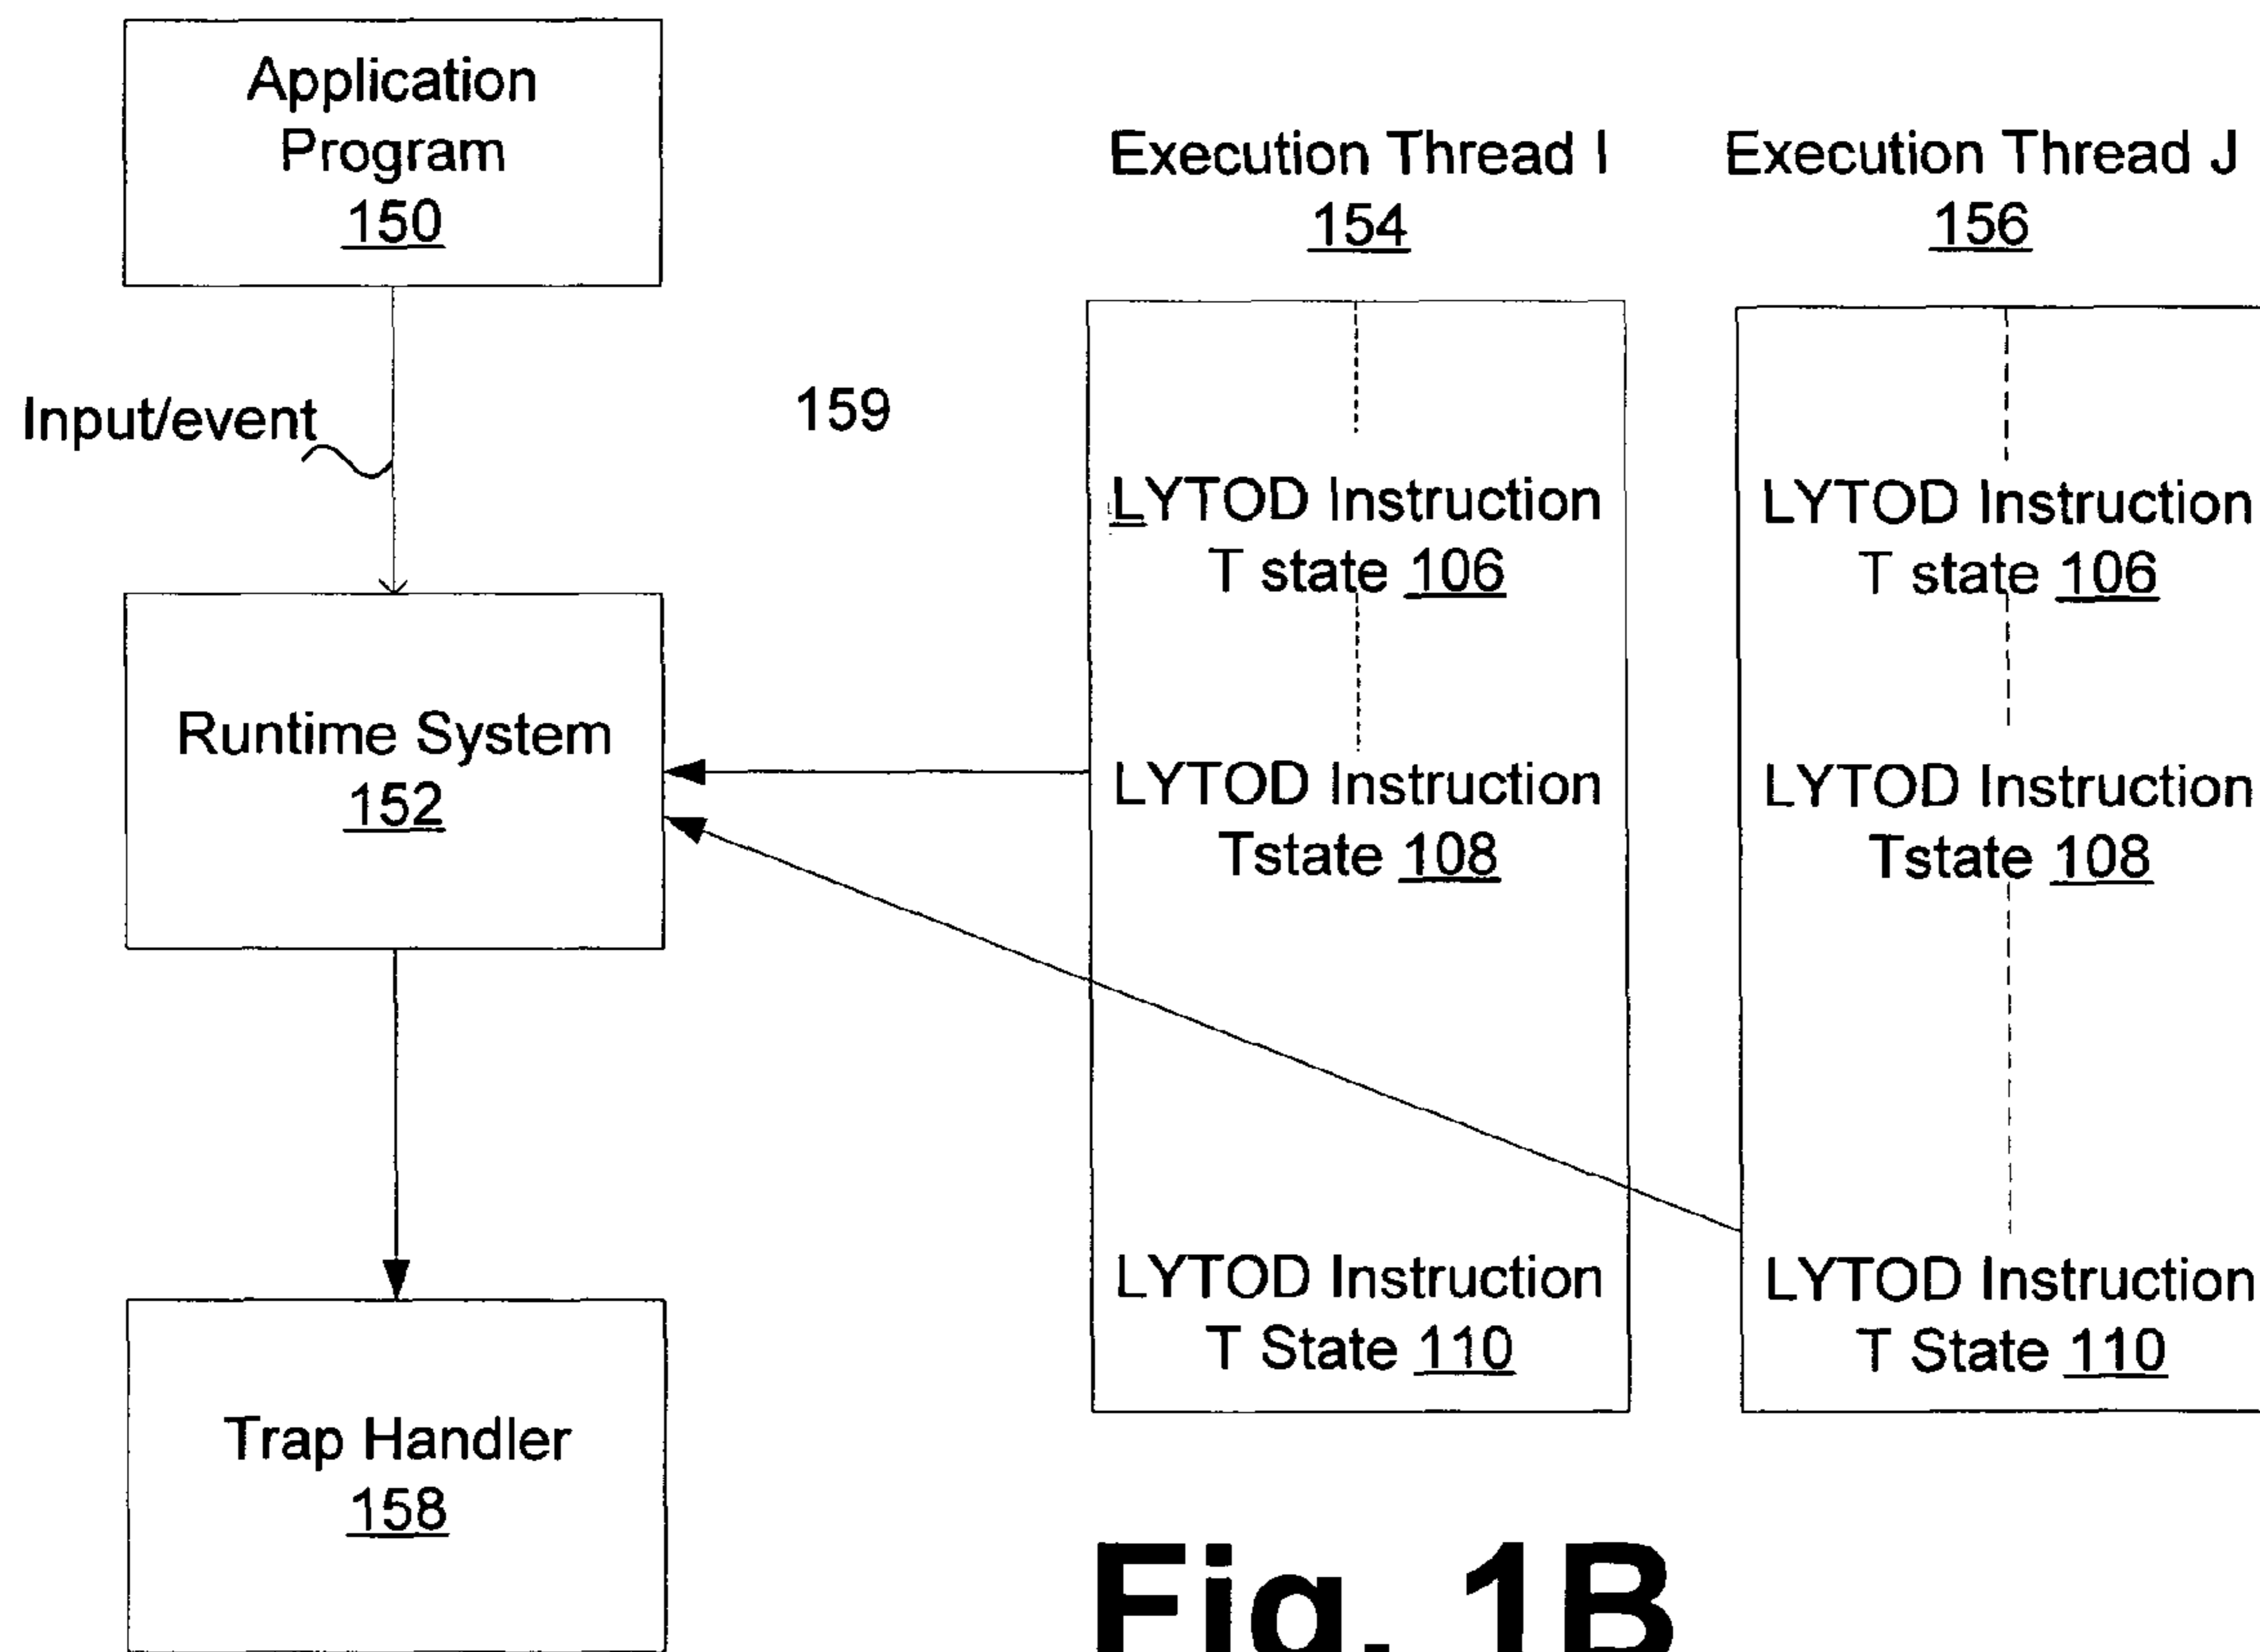 Application
Program
150
Input/event
159
Runtime System
152
Trap Handler
158
Execution Thread I
154
LYTOD Instruction
T state 106
LYTOD Instruction
Tstate 108
LYTOD Instruction
T State 110
Execution Thread J
156
LYTOD Instruction
T state 106
LYTOD Instruction
Tstate 108
LYTOD Instruction
T State 110
Fig. 1B